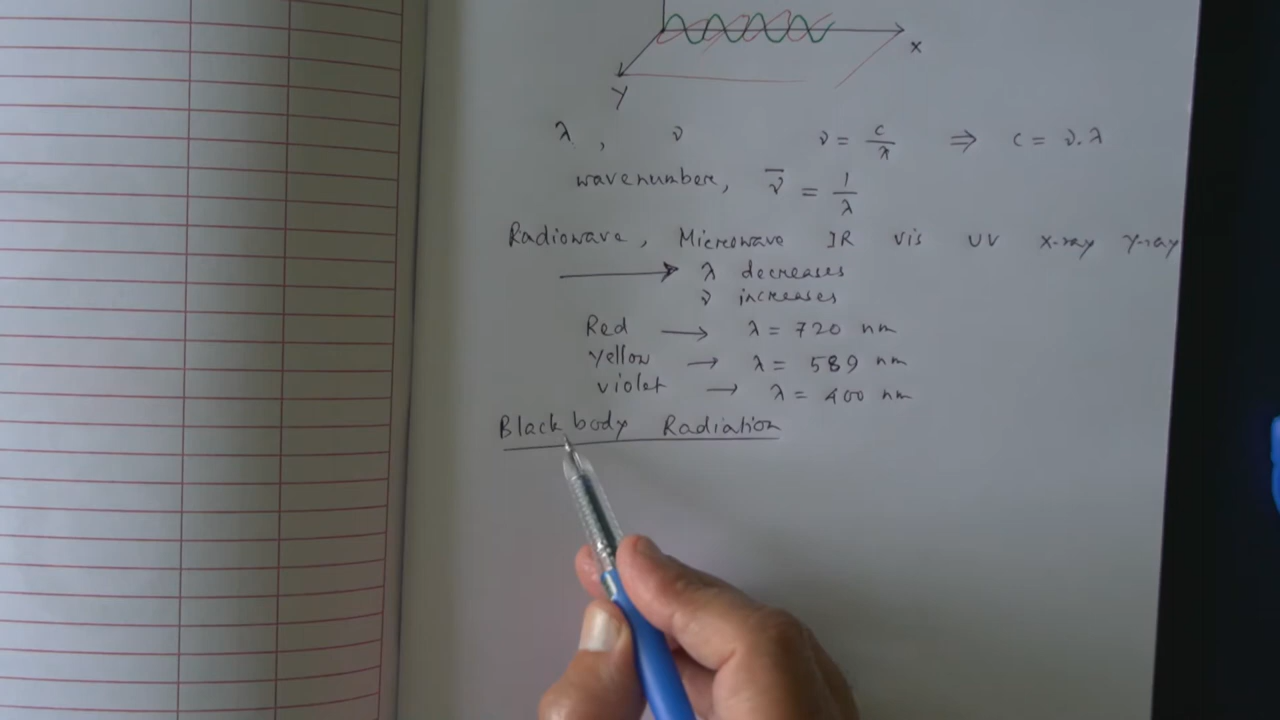 x
y
λ , ν ν = c/λ ⇒ c = ν.λ
wavenumber, ν̅ = 1/λ
Radiowave, Microwave IR Vis UV X-ray γ-ray
→ λ decreases
ν increases
Red → λ = 720 nm
Yellow → λ = 589 nm
violet → λ = 400 nm
Black body Radiation